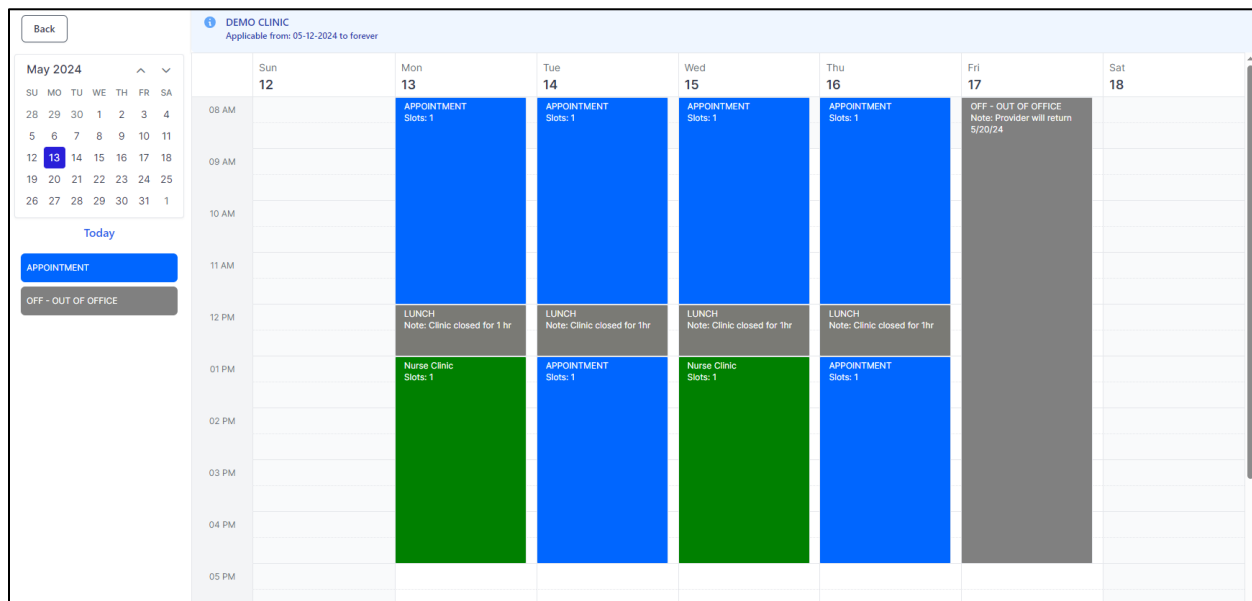 Back
DEMO CLINIC
Applicable from: 05-12-2024 to forever
May 2024
SU MO TU WE TH FR SA
28 29 30 1 2 3 4
5 6 7 8 9 10 11
12 13 14 15 16 17 18
19 20 21 22 23 24 25
26 27 28 29 30 31 1
Today
APPOINTMENT
OFF - OUT OF OFFICE
Sun Mon Tue Wed Thu Fri Sat
12 13 14 15 16 17 18
08 AM
09 AM
10 AM
11 AM
12 PM
01 PM
02 PM
03 PM
04 PM
05 PM
APPOINTMENT
Slots: 1
LUNCH
Note: Clinic closed for 1 hr
Nurse Clinic
Slots: 1
APPOINTMENT
Slots: 1
LUNCH
Note: Clinic closed for 1hr
APPOINTMENT
Slots: 1
APPOINTMENT
Slots: 1
LUNCH
Note: Clinic closed for 1hr
Nurse Clinic
Slots: 1
APPOINTMENT
Slots: 1
LUNCH
Note: Clinic closed for 1hr
APPOINTMENT
Slots: 1
OFF - OUT OF OFFICE
Note: Provider will return
5/20/24